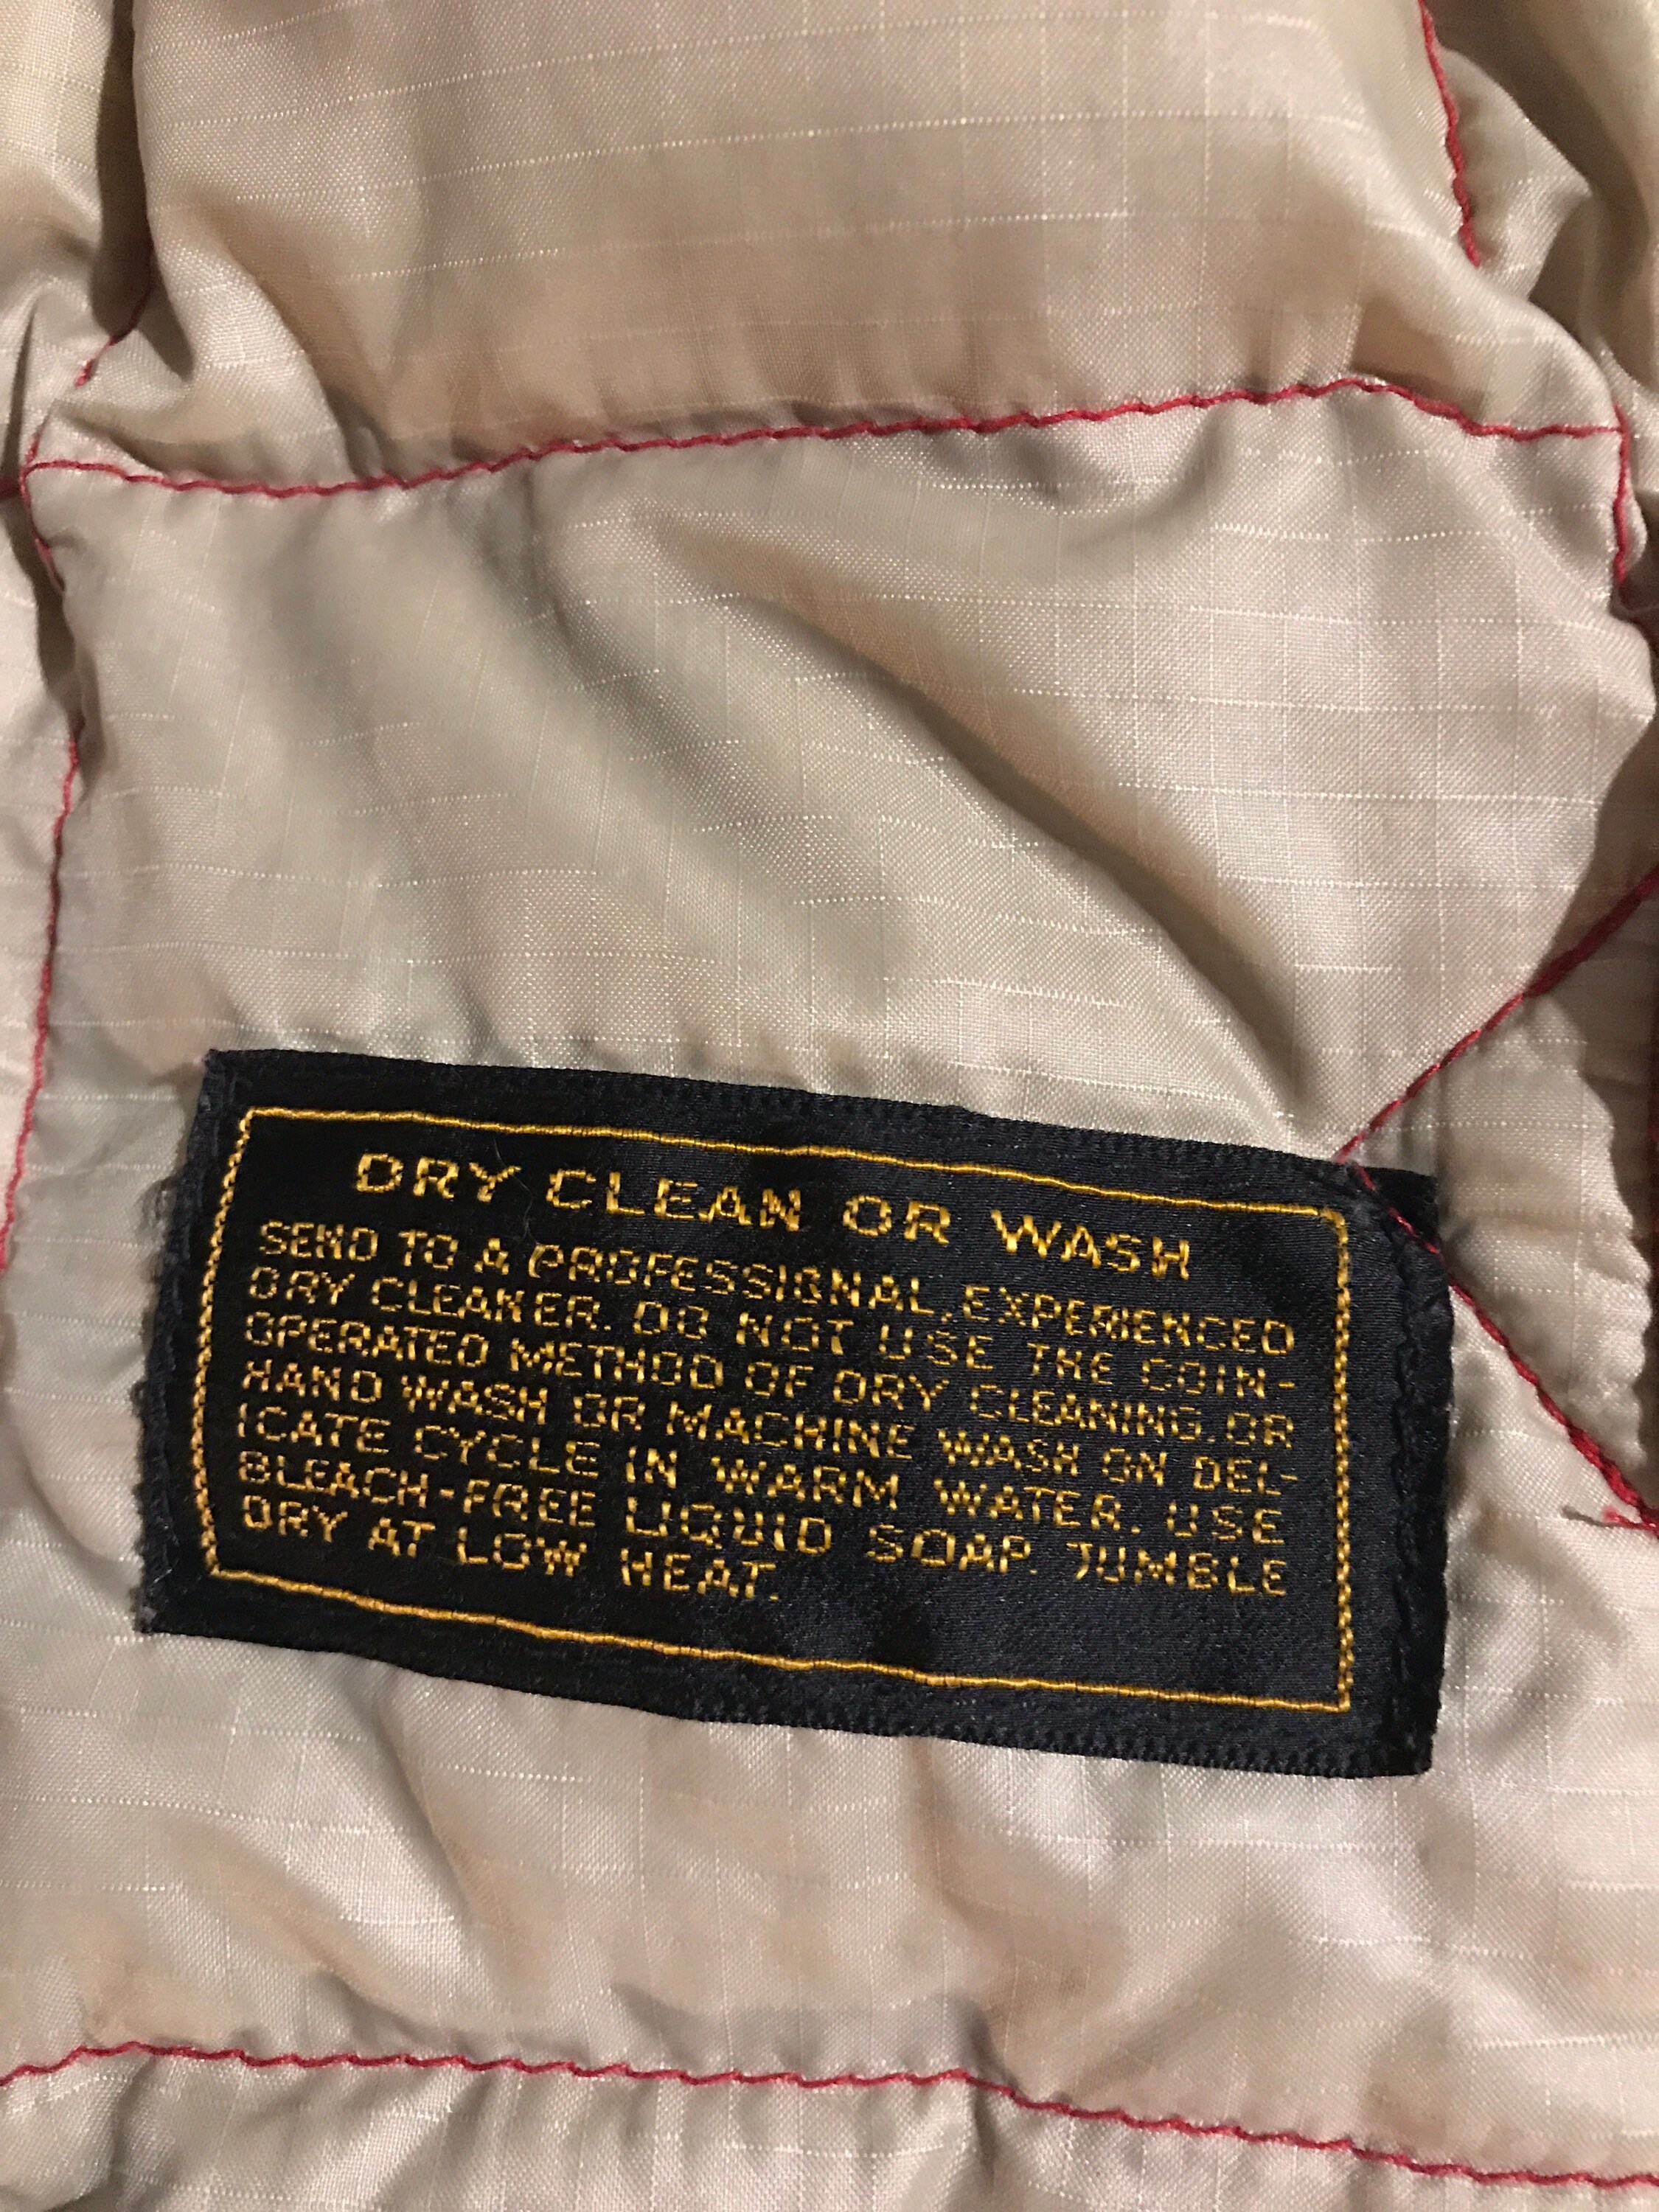 DRY CLEAN OR WASH
SEND TO A PROFESSIONAL, EXPERIENCED
DRY CLEANER. DO NOT USE THE COIN-
OPERATED METHOD OF DRY CLEANING. OR
HAND WASH OR MACHINE WASH ON DEL-
ICATE CYCLE IN WARM WATER. USE
BLEACH-FREE LIQUID SOAP. TUMBLE
DRY AT LOW HEAT.